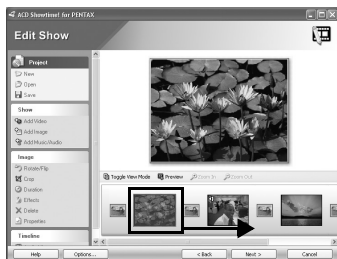 ACD Showtime! for PENTAX
Edit Show
Project
New
Open
Save
Show
Add Video
Add Image
Add Music/Audio
Image
Rotate/Flip
Crop
Duration
Effects
Delete
Properties
Timeline
Toggle View Mode
Preview
Zoom In
Zoom Out
Help
Options...
< Back
Next >
Cancel